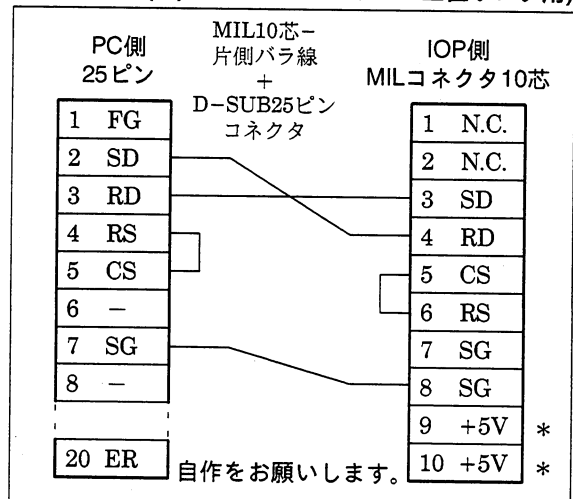 MIL10芯−
片側バラ線
+
D−SUB25ピン
コネクタ
PC側
25ピン
1 FG
2 SD
3 RD
4 RS
5 CS
6 −
7 SG
8 −
20 ER
IOP側
MILコネクタ10芯
1 N.C.
2 N.C.
3 SD
4 RD
5 CS
6 RS
7 SG
8 SG
9 +5V *
10 +5V *
自作をお願いします。